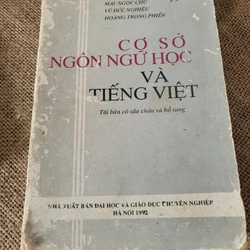 MAI NGỌC CHỪ
VŨ ĐỨC NGHIỆU
HOÀNG TRỌNG PHIẾN
CƠ SỞ
NGÔN NGỮ HỌC
VÀ
TIẾNG VIỆT
Tái bản có sửa chữa và bổ sung
NHÀ XUẤT BẢN ĐẠI HỌC VÀ GIÁO DỤC CHUYÊN NGHIỆP
HÀ NỘI 1992